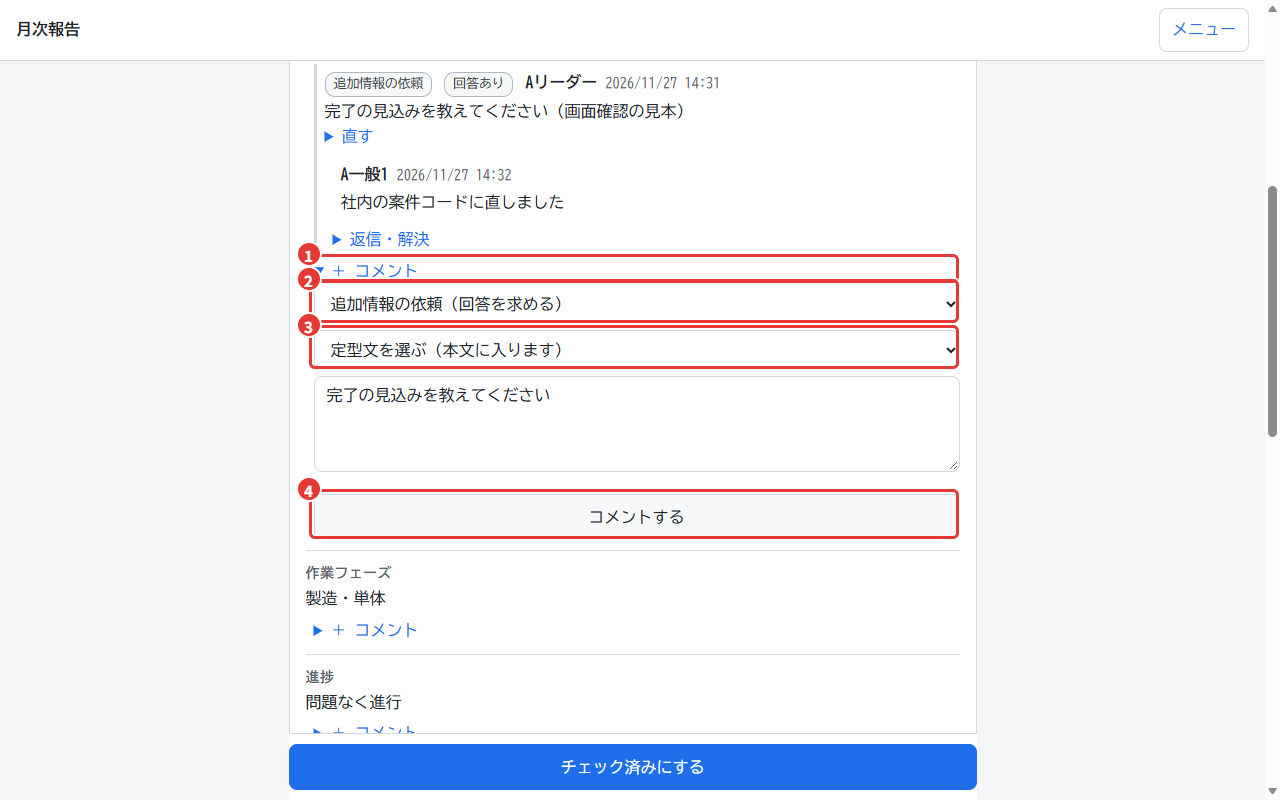 月次報告
メニュー
追加情報の依頼 回答あり Aリーダー 2026/11/27 14:31
完了の見込みを教えてください（画面確認の見本）
▶ 直す
A一般1 2026/11/27 14:32
社内の案件コードに直しました
▶ 返信・解決
1
▼ ＋ コメント
2
追加情報の依頼（回答を求める）
3
定型文を選ぶ（本文に入ります）
完了の見込みを教えてください
4
コメントする
作業フェーズ
製造・単体
▶ ＋ コメント
進捗
問題なく進行
▶ ＋ コメント
チェック済みにする